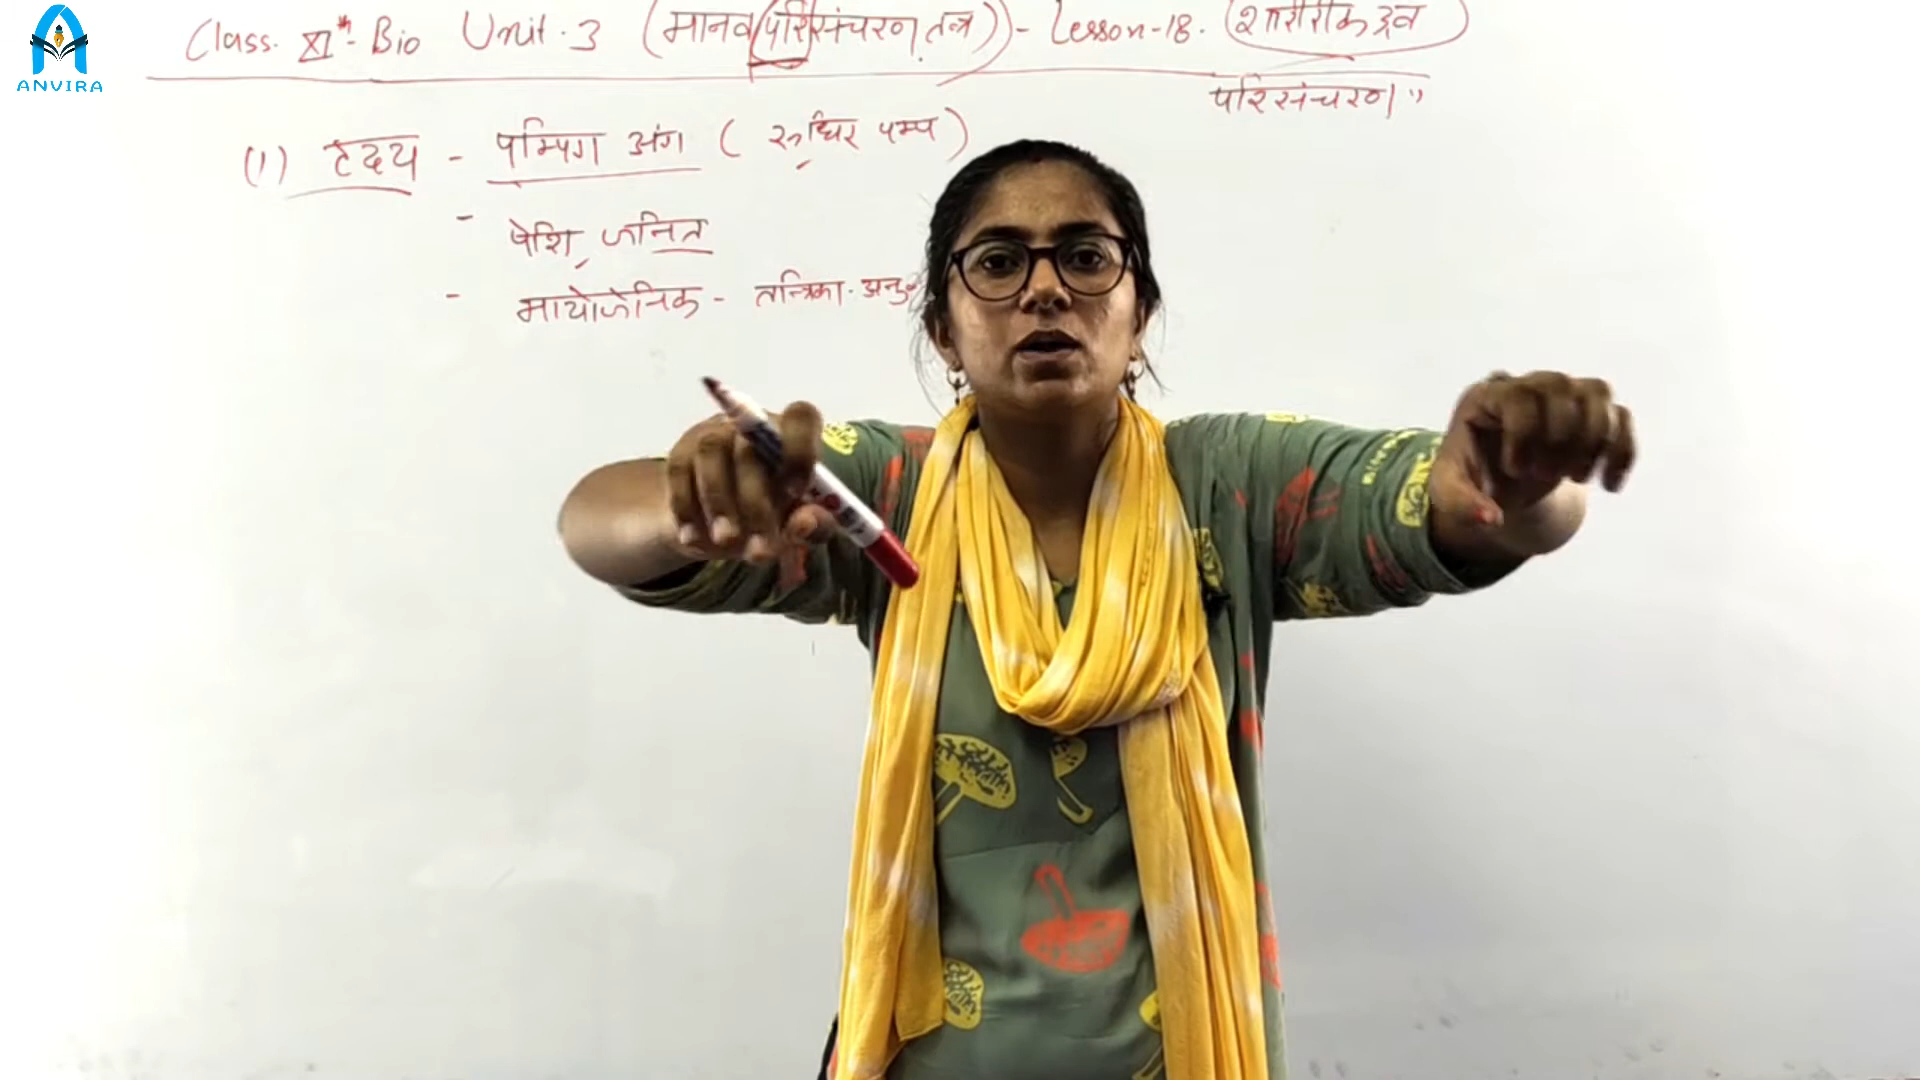 ANVIRA
Class. XIth - Bio Unit. 3 (मानव (परिसंचरण तन्त्र)) - Lesson-18. शारीरिक द्रव
परिसंचरण"
(1) हृदय - पम्पिंग अंग ( रूधिर पम्प )
- पेशि जनित
- मायोजेनिक - तन्त्रिका.